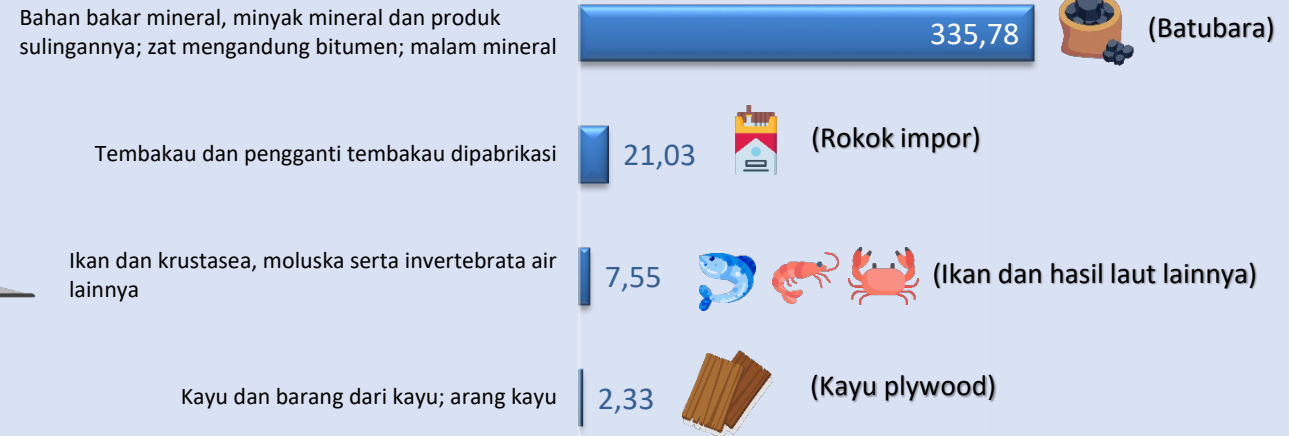 Bahan bakar mineral, minyak mineral dan produk
sulingannya; zat mengandung bitumen; malam mineral
335,78
(Batubara)
Tembakau dan pengganti tembakau dipabrikasi
21,03
(Rokok impor)
Ikan dan krustasea, moluska serta invertebrata air
lainnya
7,55
(Ikan dan hasil laut lainnya)
Kayu dan barang dari kayu; arang kayu
2,33
(Kayu plywood)